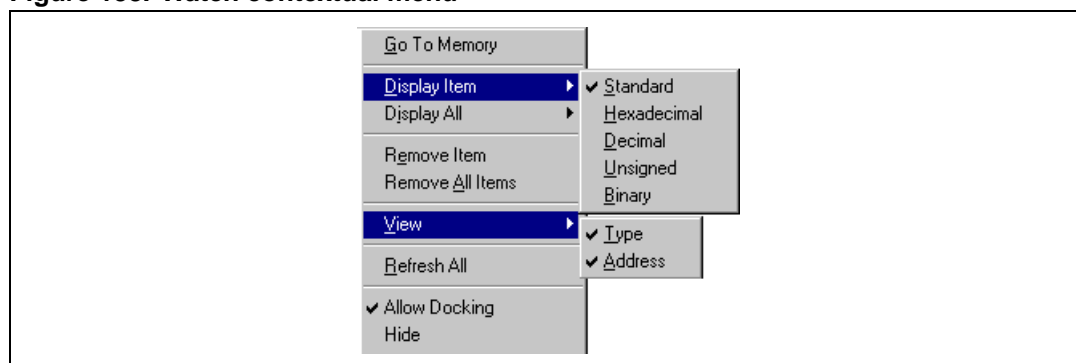 Figure Watch contextual menu
Go To Memory
Display Item
Display All
Remove Item
Remove All Items
View
Refresh All
✔ Allow Docking
Hide
✔ Standard
Hexadecimal
Decimal
Unsigned
Binary
✔ Type
✔ Address